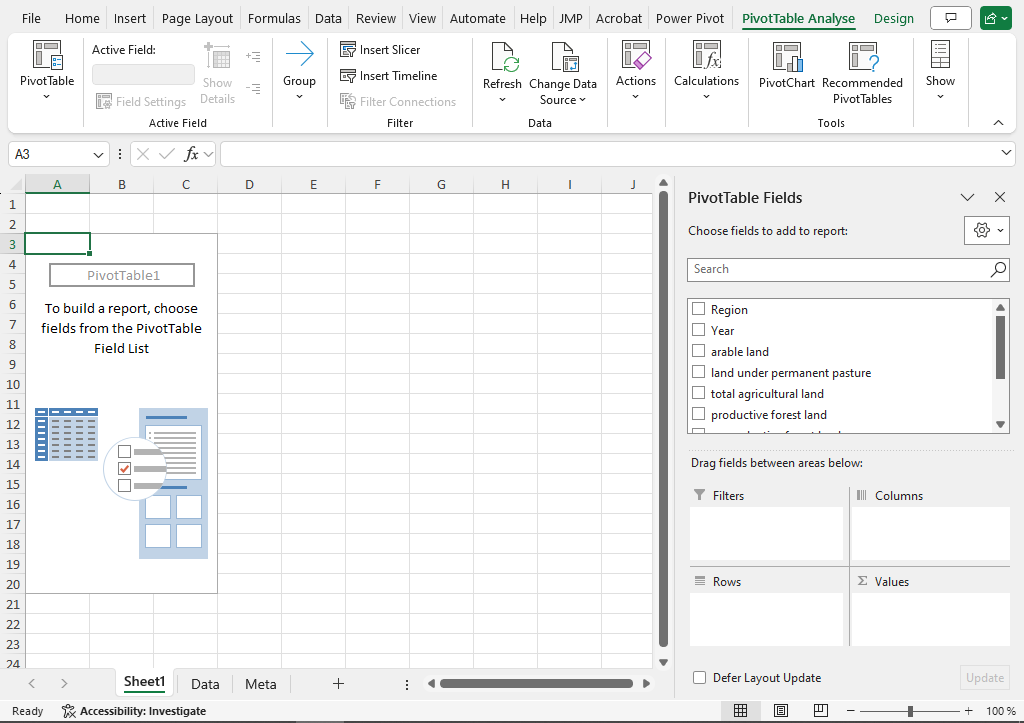 File Home Insert Page Layout Formulas Data Review View Automate Help JMP Acrobat Power Pivot PivotTable Analyse Design
PivotTable
Active Field:
Field Settings
Show
Details
Active Field
Group
Insert Slicer
Insert Timeline
Filter Connections
Filter
Refresh
Change Data
Source
Data
Actions
Calculations
PivotChart
Recommended
PivotTables
Tools
Show
A3
fx
A B C D E F G H I J
1
2
3
4
5
6
7
8
9
10
11
12
13
14
15
16
17
18
19
20
21
22
23
24
PivotTable1
To build a report, choose
fields from the PivotTable
Field List
PivotTable Fields
Choose fields to add to report:
Search
Region
Year
arable land
land under permanent pasture
total agricultural land
productive forest land
Drag fields between areas below:
Filters
Columns
Rows
Σ Values
Defer Layout Update
Update
Sheet1 Data Meta
Ready
Accessibility: Investigate
100 %